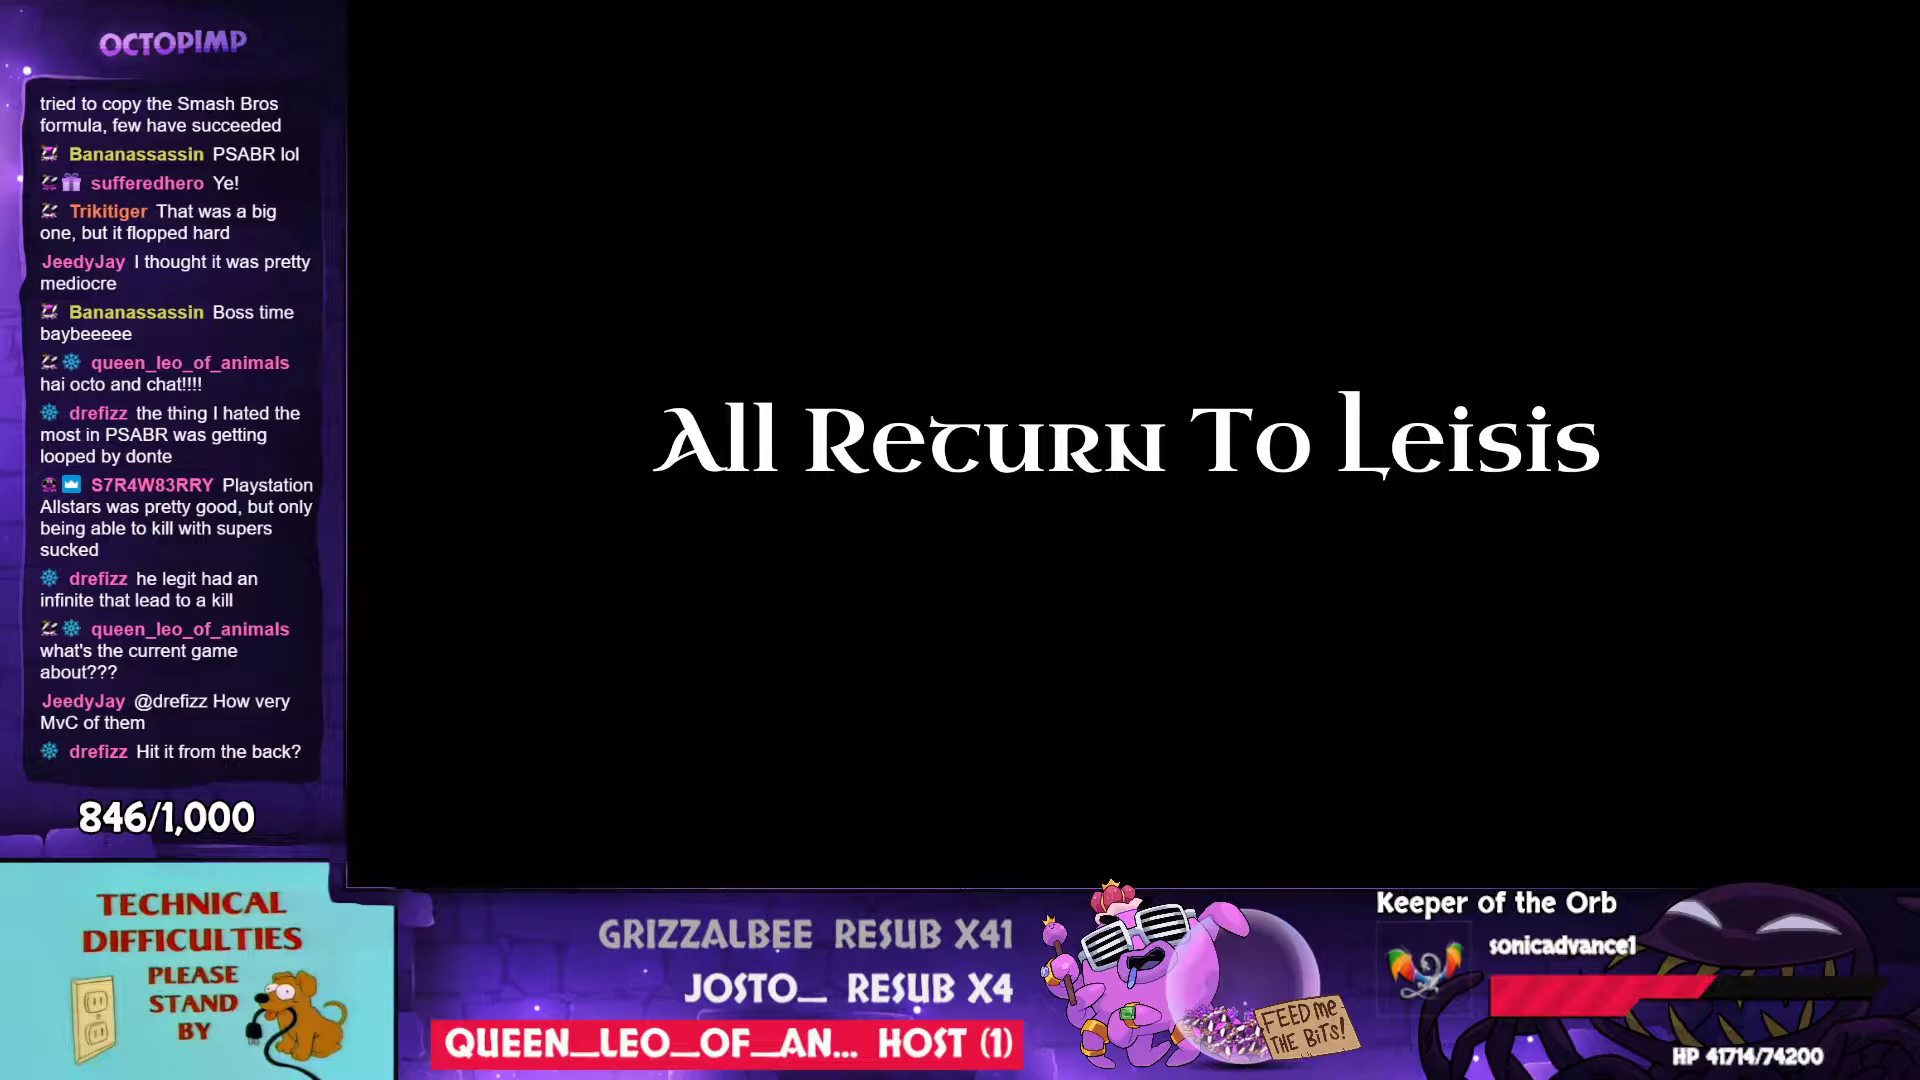 OCTOPIMP
tried to copy the Smash Bros
formula, few have succeeded
Bananassassin PSABR lol
sufferedhero Ye!
Trikitiger That was a big
one, but it flopped hard
JeedyJay I thought it was pretty
mediocre
Bananassassin Boss time
baybeeeee
queen_leo_of_animals
hai octo and chat!!!!
drefizz the thing I hated the
most in PSABR was getting
looped by donte
S7R4W83RRY Playstation
Allstars was pretty good, but only
being able to kill with supers
sucked
drefizz he legit had an
infinite that lead to a kill
queen_leo_of_animals
what's the current game
about???
JeedyJay @drefizz How very
MvC of them
drefizz Hit it from the back?
846/1,000
All Return To Leisis
TECHNICAL
DIFFICULTIES
PLEASE
STAND
BY
GRIZZALBEE RESUB X41
JOSTO_ RESUB X4
QUEEN_LEO_OF_AN... HOST (1)
FEED ME
THE BITS!
Keeper of the Orb
sonicadvance1
HP 41714/74200